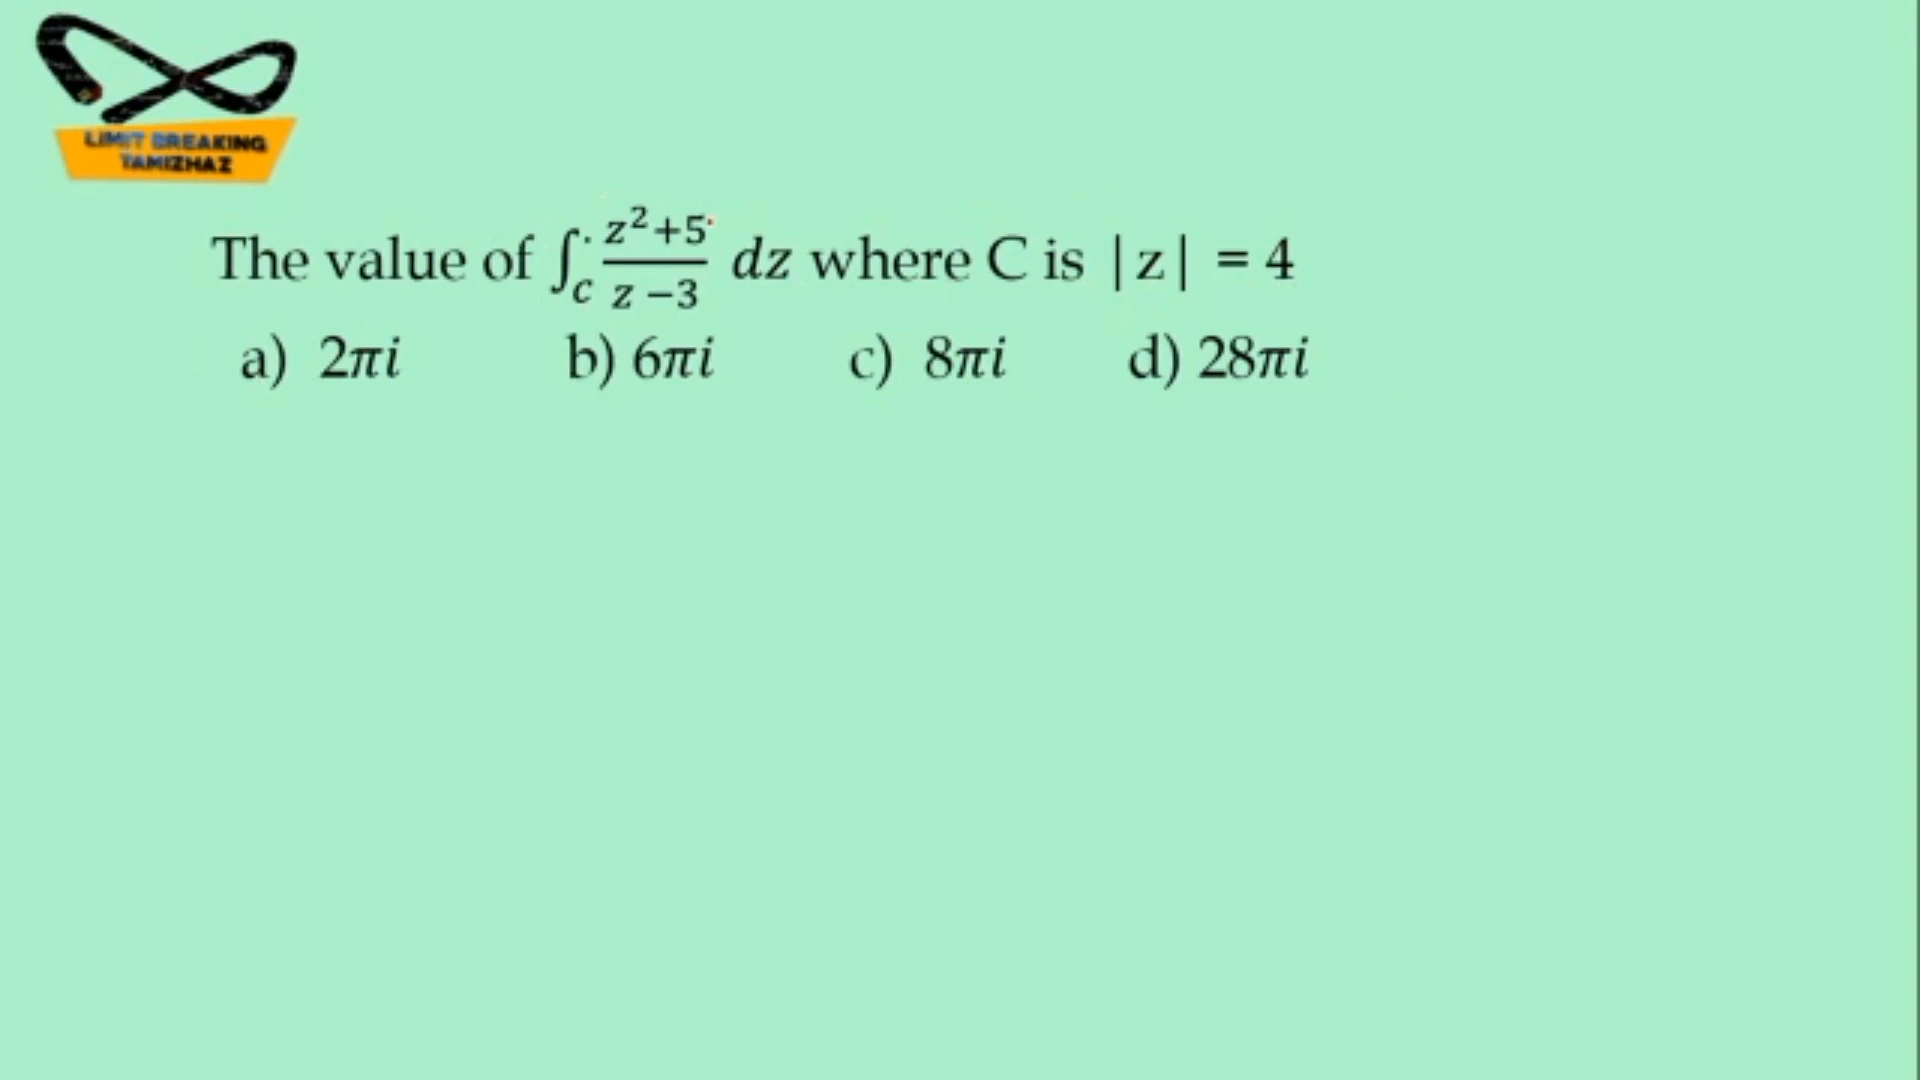 LIMIT BREAKING
TAMIZHAZ
The value of ∫_C (z²+5)/(z −3) dz where C is |z| = 4
a) 2πi b) 6πi c) 8πi d) 28πi